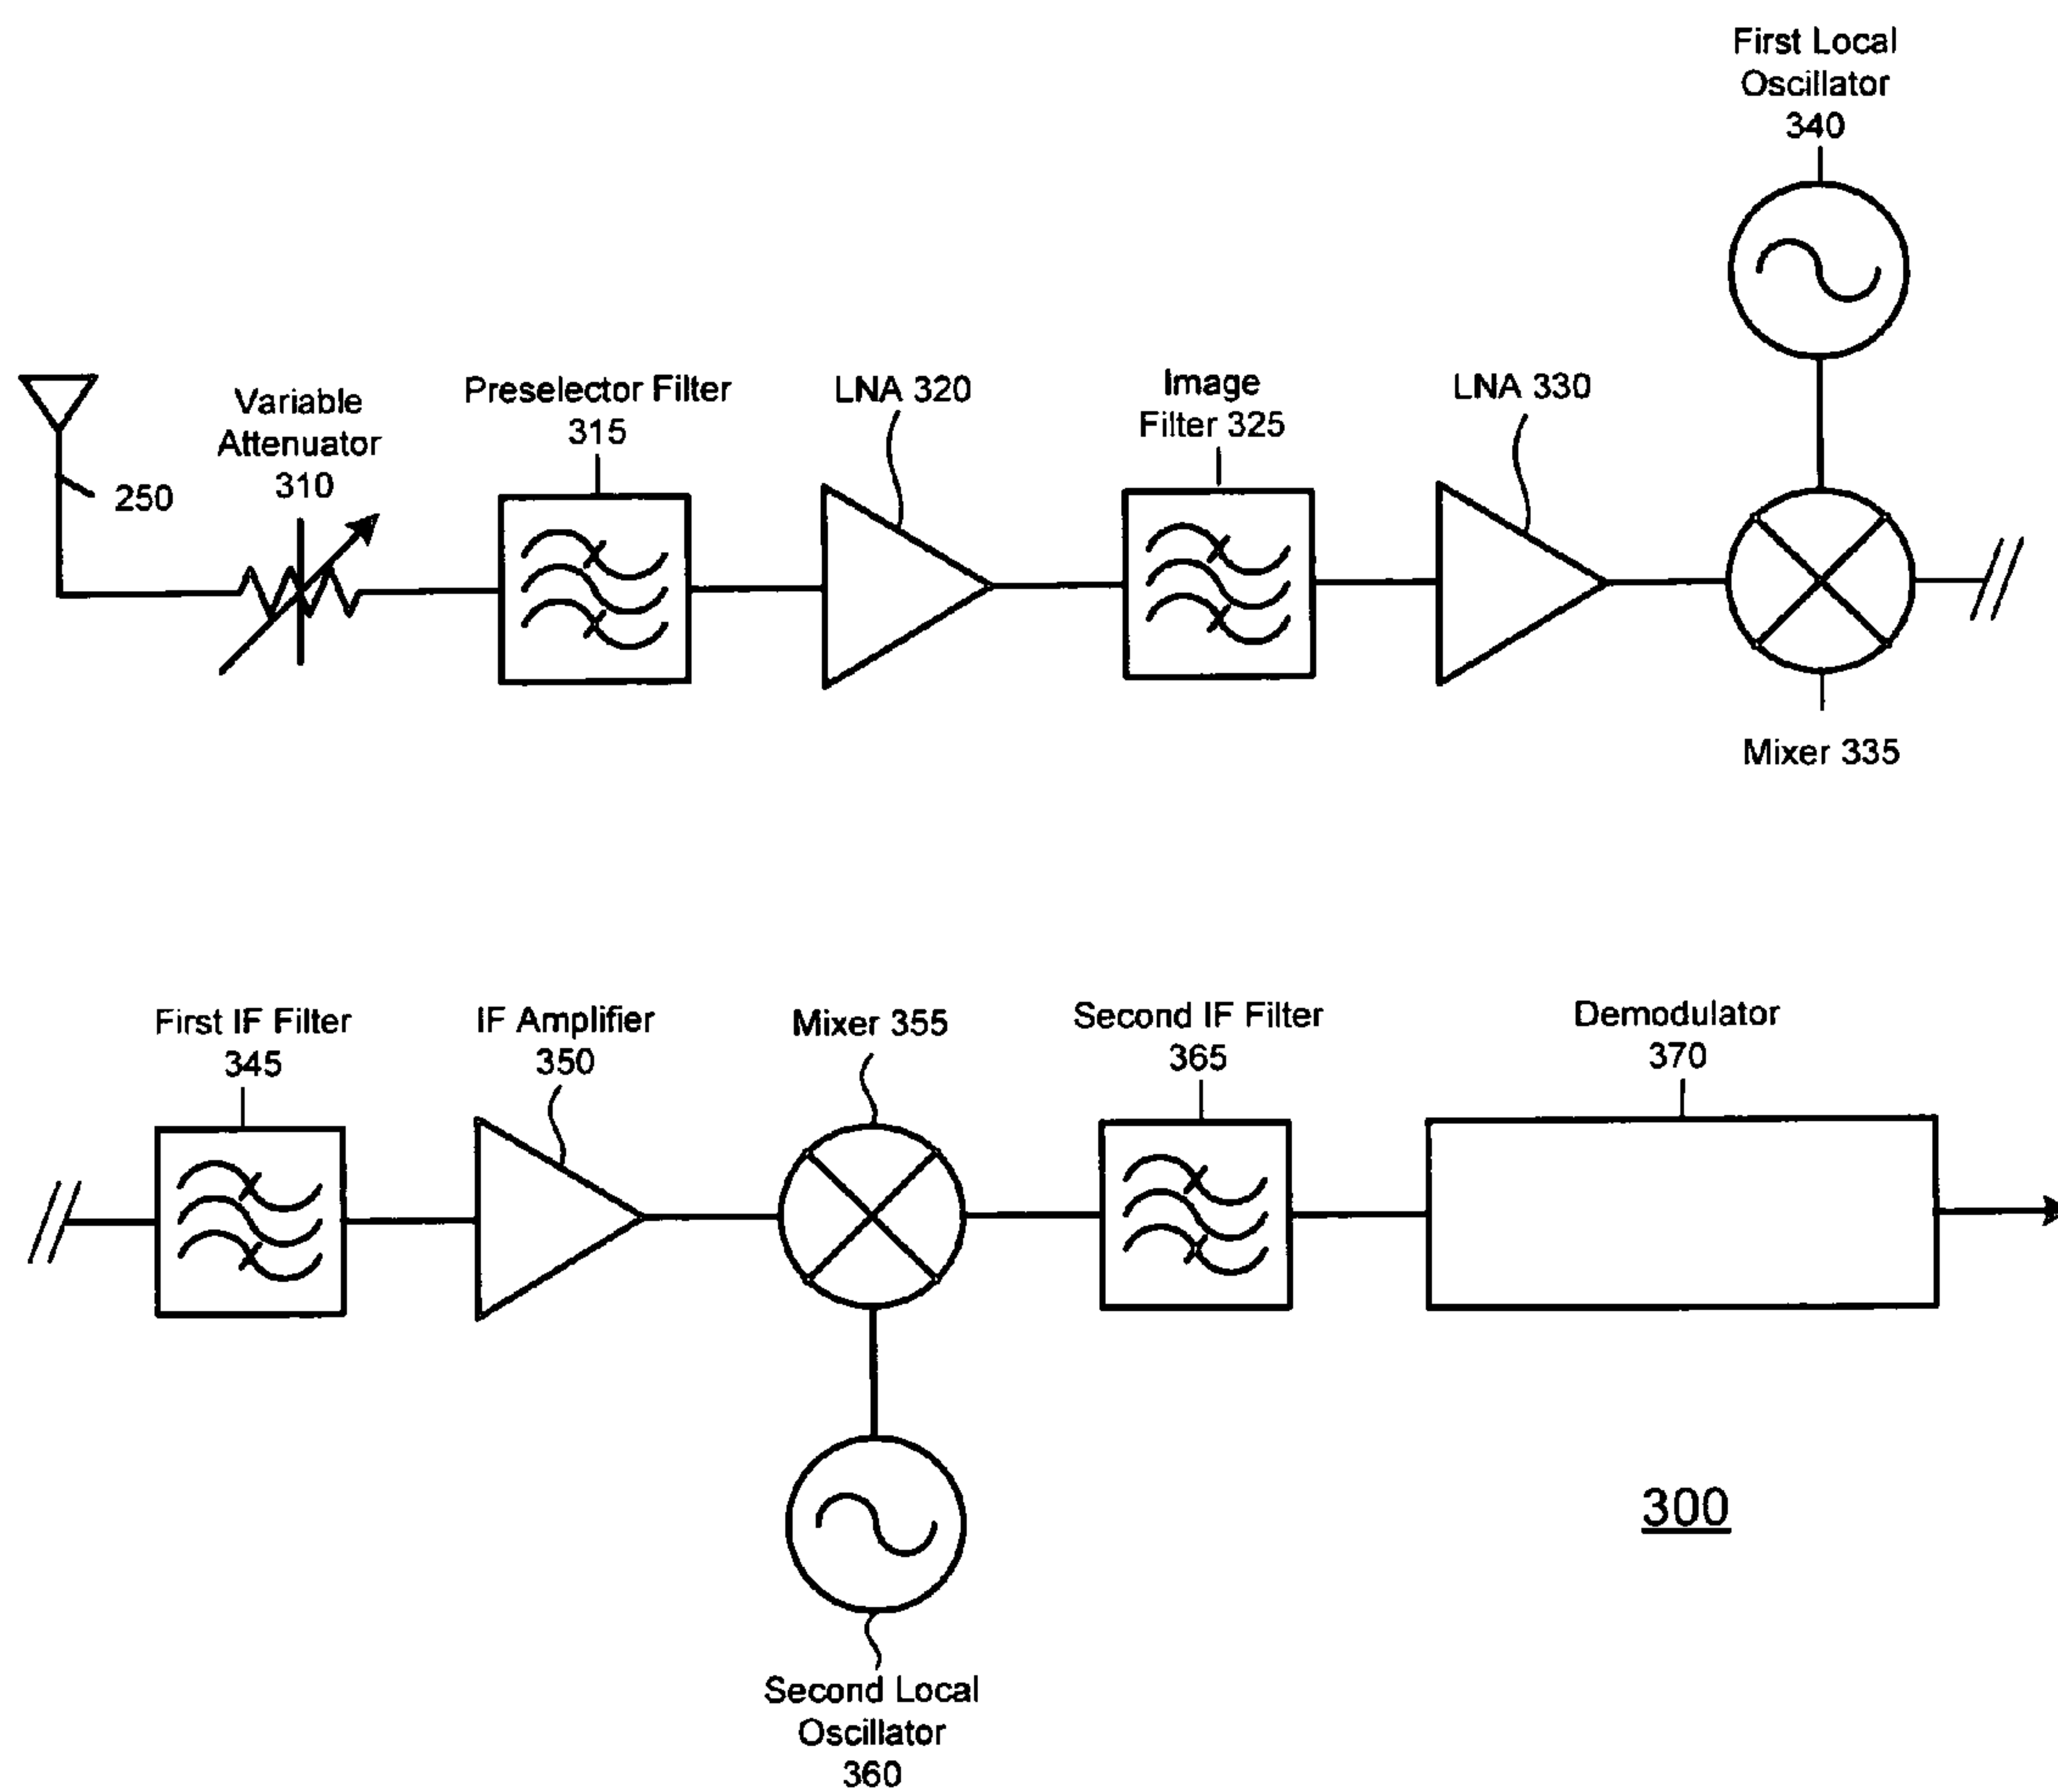 First Local
Oscillator
340
Variable
Attenuator
310
Preselector Filter
315
LNA 320
Image
Filter 325
LNA 330
250
Mixer 335
First IF Filter
345
IF Amplifier
350
Mixer 355
Second IF Filter
365
Demodulator
370
300
Second Local
Oscillator
360